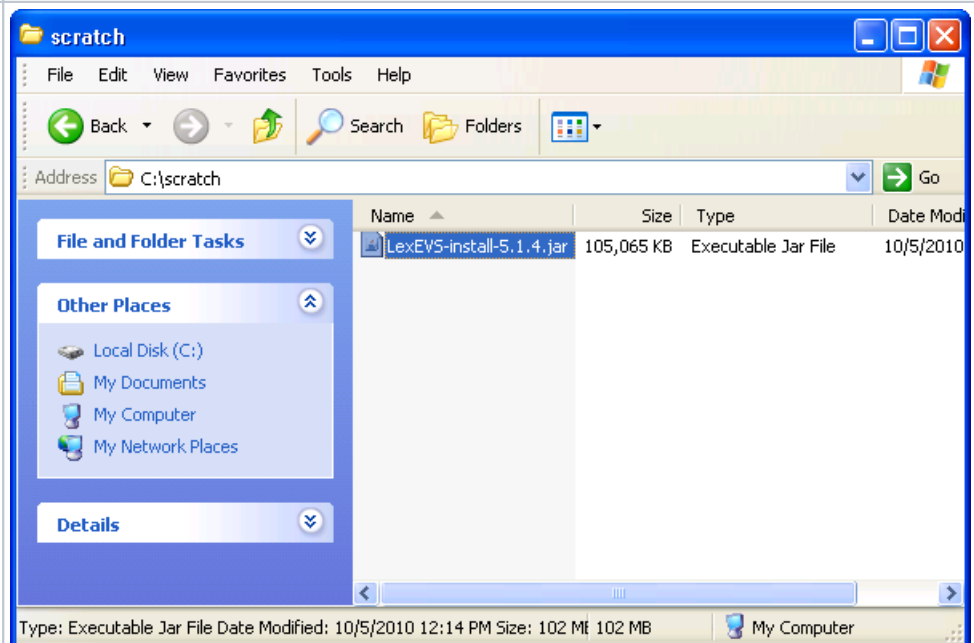 scratch
File Edit View Favorites Tools Help
Back Search Folders
Address C:\scratch Go
Name Size Type Date Modi
File and Folder Tasks
LexEVS-install-5.1.4.jar 105,065 KB Executable Jar File 10/5/2010
Other Places
Local Disk (C:)
My Documents
My Computer
My Network Places
Details
Type: Executable Jar File Date Modified: 10/5/2010 12:14 PM Size: 102 M 102 MB My Computer